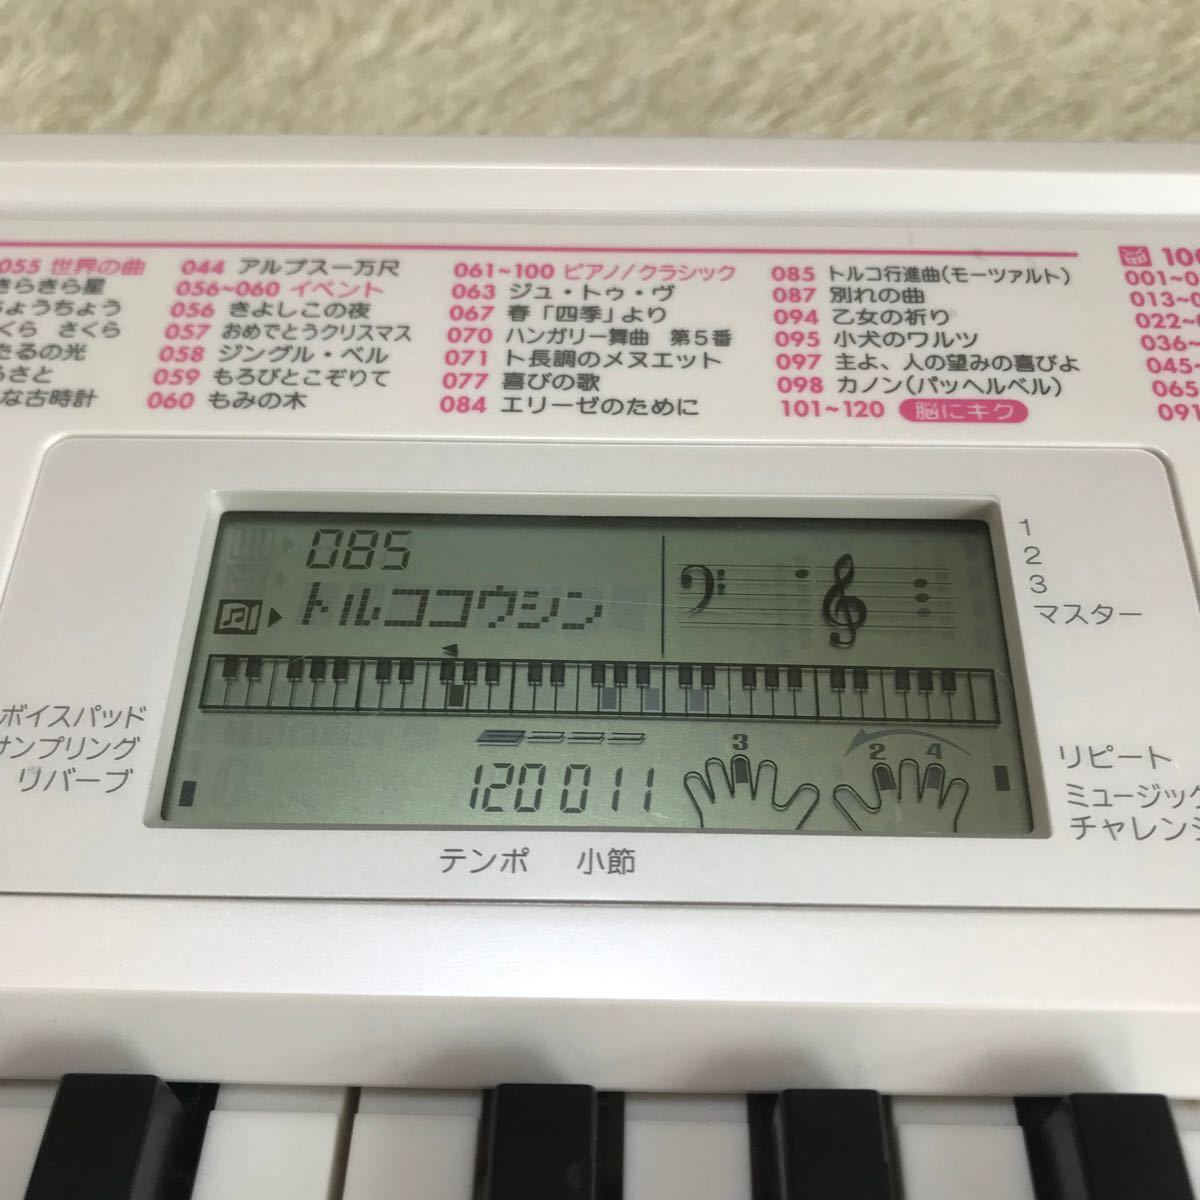 055 世界の曲
きらきら星
ちょうちょう
くら さくら
たるの光
るさと
な古時計
044 アルプス一万尺
056~060 イベント
056 きよしこの夜
057 おめでとうクリスマス
058 ジングル・ベル
059 もろびとこぞりて
060 もみの木
061~100 ピアノ/クラシック
063 ジュ・トゥ・ヴ
067 春「四季」より
070 ハンガリー舞曲 第5番
071 ト長調のメヌエット
077 喜びの歌
084 エリーゼのために
085 トルコ行進曲(モーツァルト)
087 別れの曲
094 乙女の祈り
095 小犬のワルツ
097 主よ、人の望みの喜びよ
098 カノン(パッヘルベル)
101~120 脳にキク
100
001~0
013~0
022~
036~
045~
065
091
085
トルココウシン
1
2
3
マスター
ボイスパッド
サンプリング
リバーブ
3
2 4
120 011
リピート
ミュージック
チャレンジ
テンポ 小節